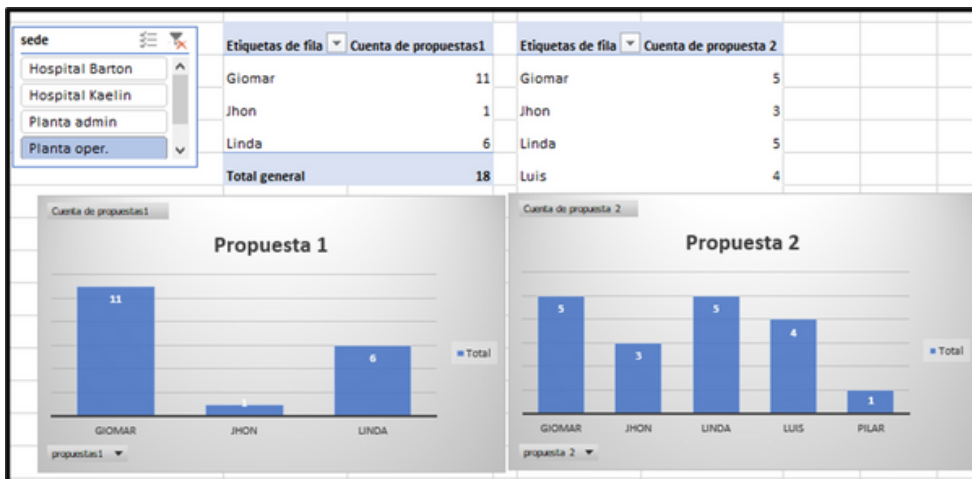 sede
Hospital Barton
Hospital Kaelin
Planta admin
Planta oper.
Etiquetas de fila Cuenta de propuestas1
Giomar 11
Jhon 1
Linda 6
Total general 18
Etiquetas de fila Cuenta de propuesta 2
Giomar 5
Jhon 3
Linda 5
Luis 4
Cuenta de propuestas1
Propuesta 1
11
1
6
Total
GIOMAR JHON LINDA
propuestas1
Cuenta de propuesta 2
Propuesta 2
5
3
5
4
1
Total
GIOMAR JHON LINDA LUIS PILAR
propuesta 2